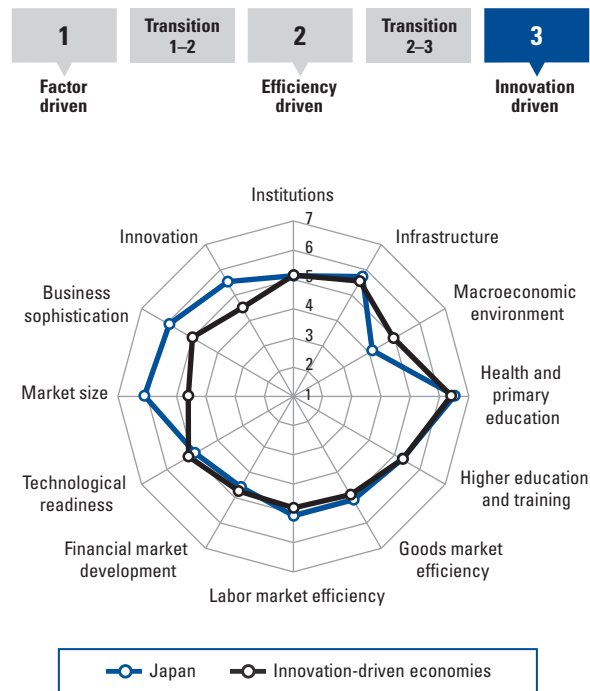 1
Transition
1–2
2
Transition
2–3
3
Factor
driven
Efficiency
driven
Innovation
driven
Institutions
7
6
5
4
3
2
1
Infrastructure
Macroeconomic
environment
Health and
primary
education
Higher education
and training
Goods market
efficiency
Labor market efficiency
Financial market
development
Technological
readiness
Market size
Business
sophistication
Innovation
Japan
Innovation-driven economies